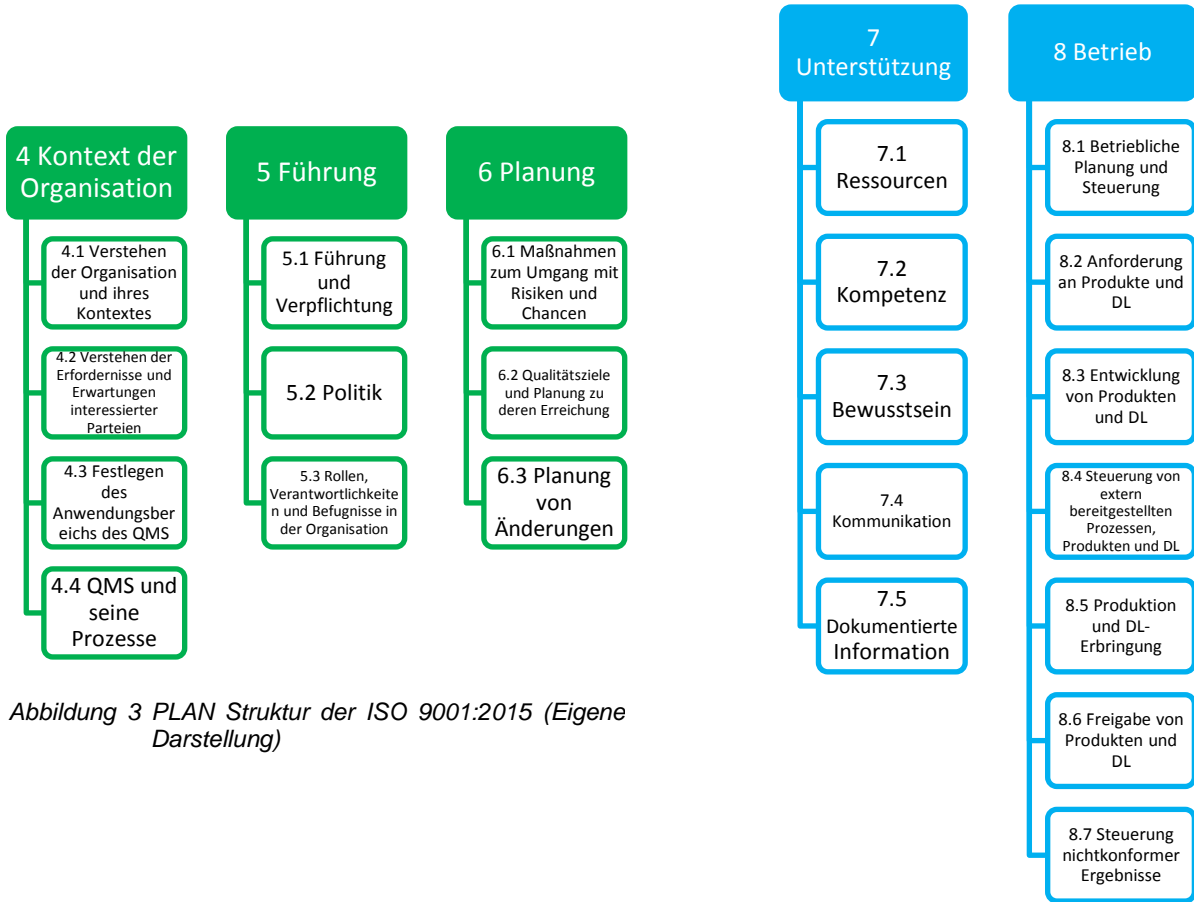 4 Kontext der
Organisation
4.1 Verstehen
der Organisation
und ihres
Kontextes
4.2 Verstehen der
Erfordernisse und
Erwartungen
interessierter
Parteien
4.3 Festlegen
des
Anwendungsber
eichs des QMS
4.4 QMS und
seine
Prozesse
5 Führung
5.1 Führung
und
Verpflichtung
5.2 Politik
5.3 Rollen,
Verantwortlichkeite
n und Befugnisse in
der Organisation
6 Planung
6.1 Maßnahmen
zum Umgang mit
Risiken und
Chancen
6.2 Qualitätsziele
und Planung zu
deren Erreichung
6.3 Planung
von
Änderungen
Abbildung 3 PLAN Struktur der ISO 9001:2015 (Eigene
Darstellung)
7
Unterstützung
7.1
Ressourcen
7.2
Kompetenz
7.3
Bewusstsein
7.4
Kommunikation
7.5
Dokumentierte
Information
8 Betrieb
8.1 Betriebliche
Planung und
Steuerung
8.2 Anforderung
an Produkte und
DL
8.3 Entwicklung
von Produkten
und DL
8.4 Steuerung von
extern
bereitgestellten
Prozessen,
Produkten und DL
8.5 Produktion
und DL-
Erbringung
8.6 Freigabe von
Produkten und
DL
8.7 Steuerung
nichtkonformer
Ergebnisse